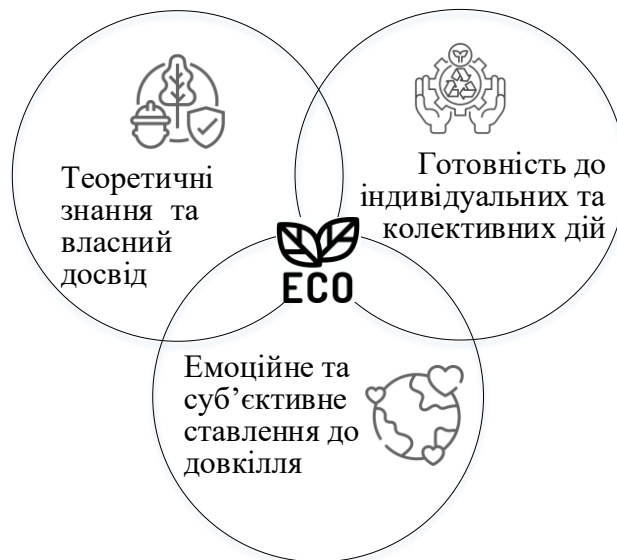 Теоретичні
знання та
власний
досвід
Готовність до
індивідуальних та
колективних дій
ECO
Емоційне та
суб’єктивне
ставлення до
довкілля